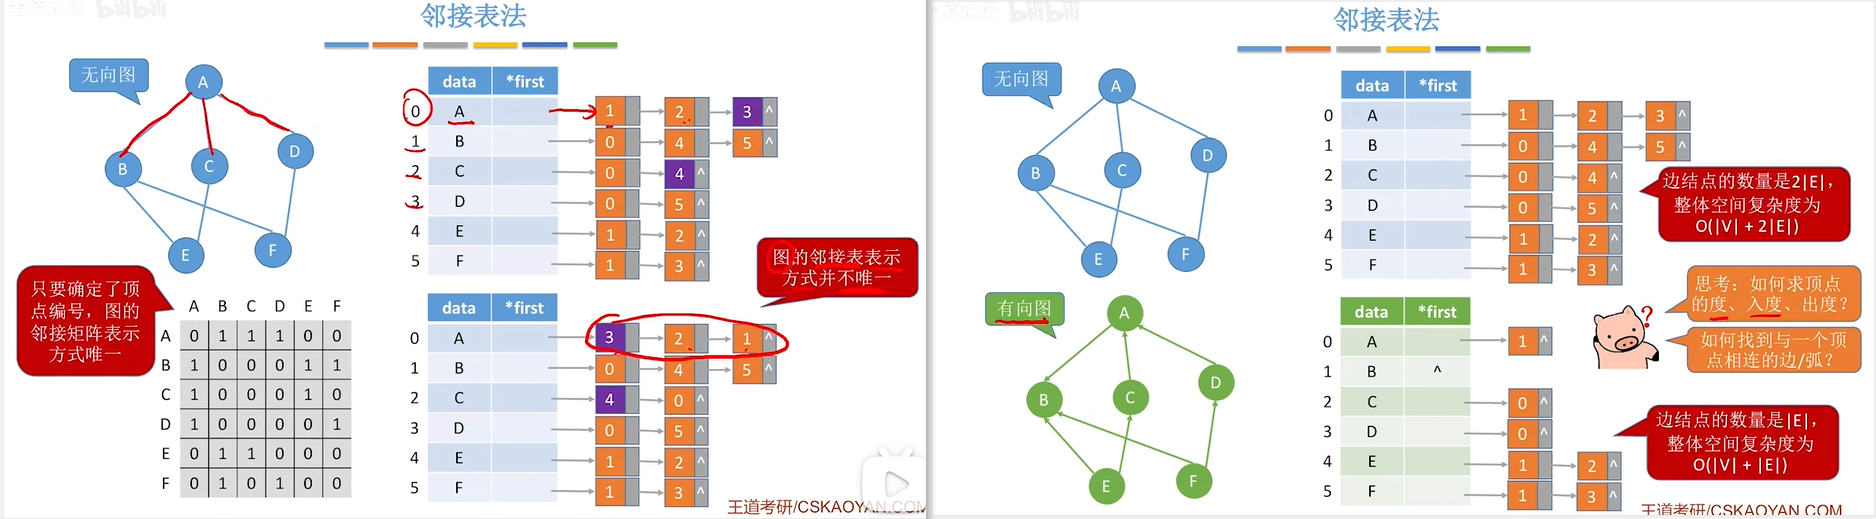 邻接表法
无向图
A
B
C
D
E
F
data *first
0 A 1 2 3 ^
1 B 0 4 5 ^
2 C 0 4 ^
3 D 0 5 ^
4 E 1 2 ^
5 F 1 3 ^
只要确定了顶
点编号，图的
邻接矩阵表示
方式唯一
A B C D E F
A 0 1 1 1 0 0
B 1 0 0 0 1 1
C 1 0 0 0 1 0
D 1 0 0 0 0 1
E 0 1 1 0 0 0
F 0 1 0 1 0 0
图的邻接表表示
方式并不唯一
data *first
0 A 3 2 1 ^
1 B 0 4 5 ^
2 C 4 0 ^
3 D 0 5 ^
4 E 1 2 ^
5 F 1 3 ^
王道考研/CSKAOYAN.COM
bilibili
邻接表法
无向图
A
B
C
D
E
F
data *first
0 A 1 2 3 ^
1 B 0 4 5 ^
2 C 0 4 ^
3 D 0 5 ^
4 E 1 2 ^
5 F 1 3 ^
边结点的数量是2|E|，
整体空间复杂度为
O(|V| + 2|E|)
有向图
A
B
C
D
E
F
data *first
0 A 1 ^
1 B ^
2 C 0 ^
3 D 0 ^
4 E 1 2 ^
5 F 1 3 ^
思考：如何求顶点
的度、入度、出度？
如何找到与一个顶
点相连的边/弧？
?
边结点的数量是|E|，
整体空间复杂度为
O(|V| + |E|)
王道考研/CSKAOYAN.COM
bilibili